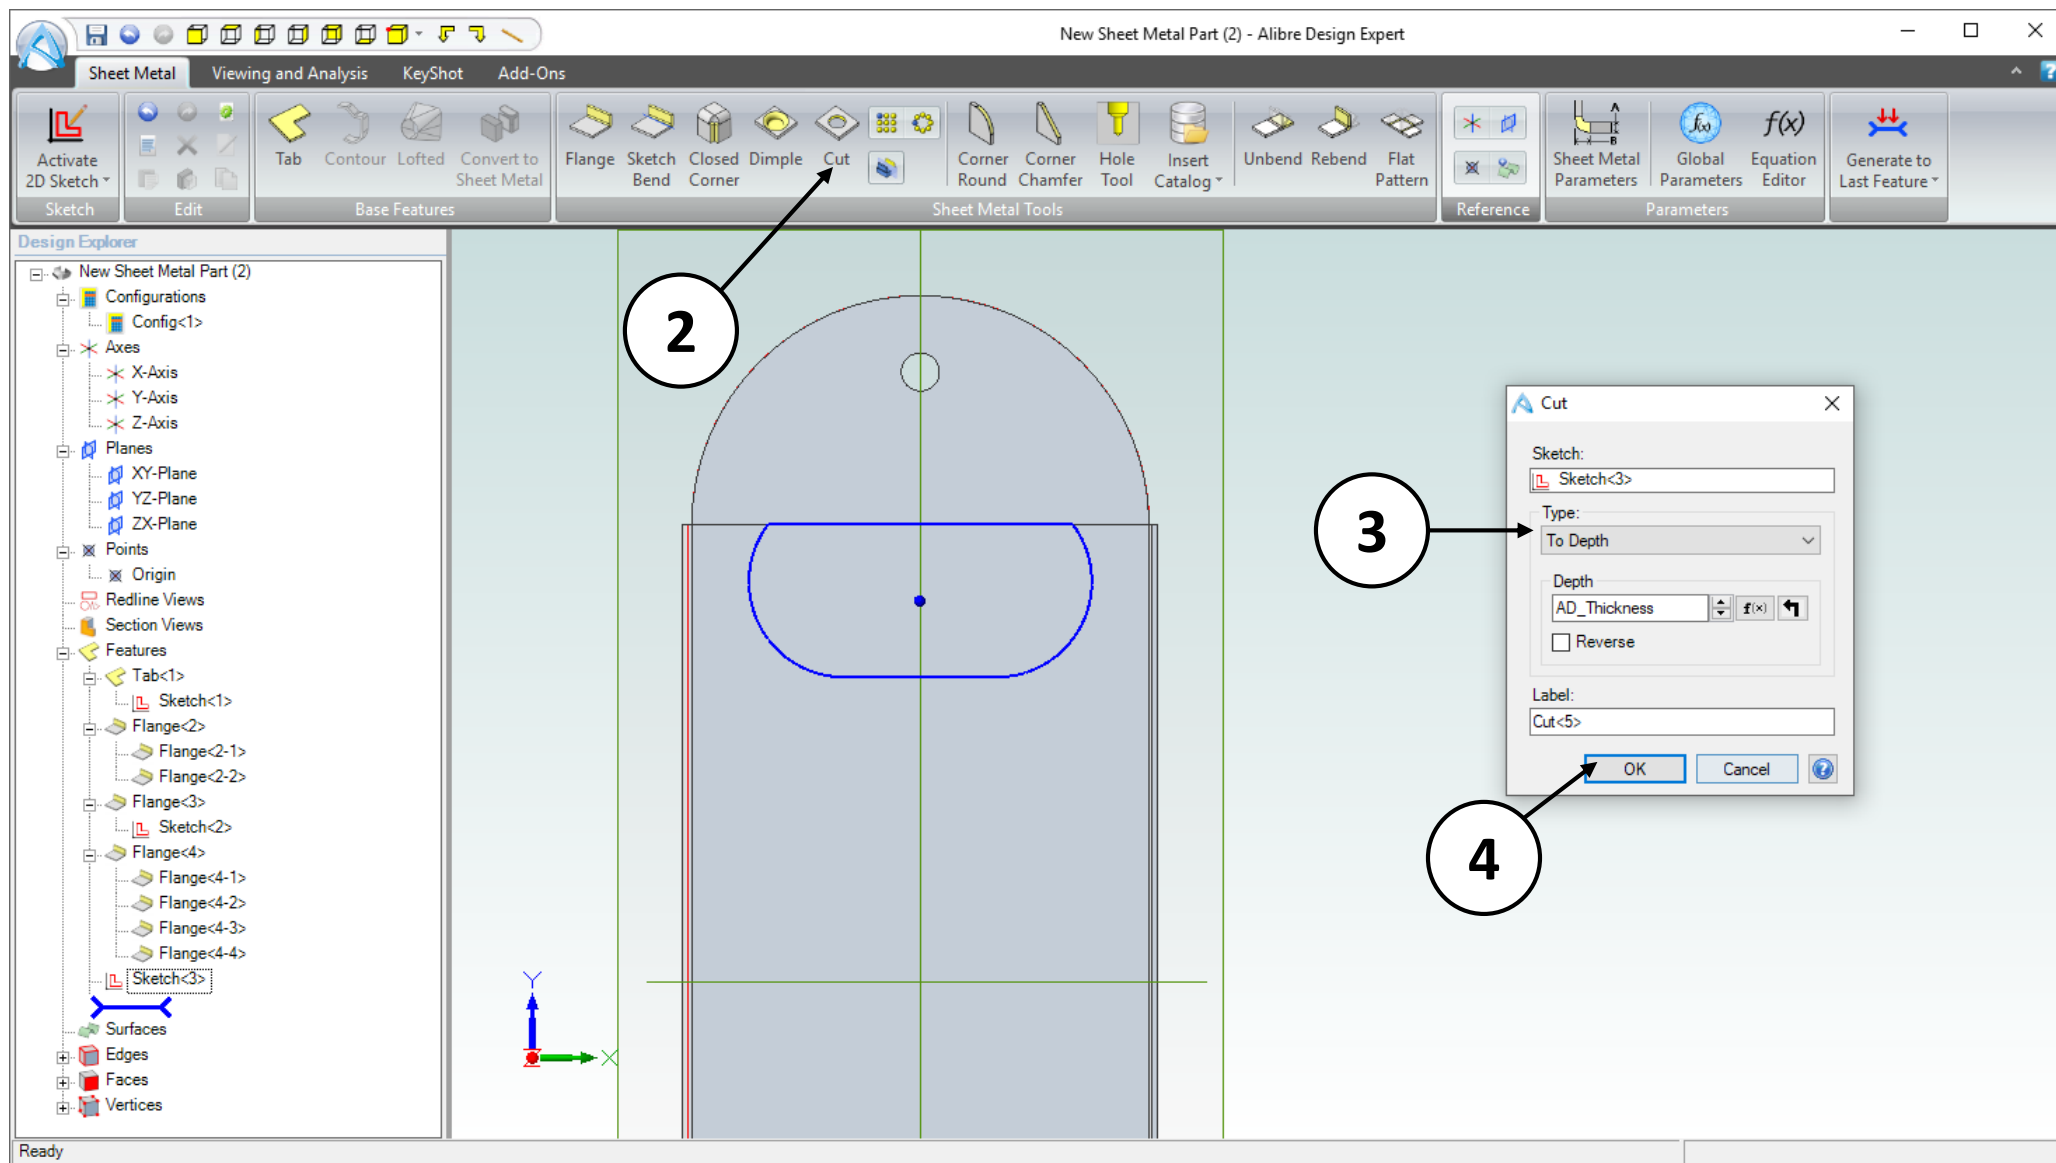 New Sheet Metal Part (2) - Alibre Design Expert
Sheet Metal
Viewing and Analysis
KeyShot
Add-Ons
Activate
2D Sketch
Sketch
Edit
Tab
Contour
Lofted
Convert to
Sheet Metal
Base Features
Flange
Sketch
Bend
Closed
Corner
Dimple
Cut
Corner
Round
Corner
Chamfer
Hole
Tool
Insert
Catalog
Unbend
Rebend
Flat
Pattern
Sheet Metal Tools
Reference
A
B
Sheet Metal
Parameters
f(x)
Global
Parameters
f(x)
Equation
Editor
Parameters
Generate to
Last Feature
Design Explorer
New Sheet Metal Part (2)
Configurations
Config<1>
Axes
X-Axis
Y-Axis
Z-Axis
Planes
XY-Plane
YZ-Plane
ZX-Plane
Points
Origin
Redline Views
Section Views
Features
Tab<1>
Sketch<1>
Flange<2>
Flange<2-1>
Flange<2-2>
Flange<3>
Sketch<2>
Flange<4>
Flange<4-1>
Flange<4-2>
Flange<4-3>
Flange<4-4>
Sketch<3>
Surfaces
Edges
Faces
Vertices
2
Y
X
Z
Cut
Sketch:
Sketch<3>
3
Type:
To Depth
Depth
AD_Thickness
f(x)
Reverse
Label:
Cut<5>
OK
Cancel
?
4
Ready